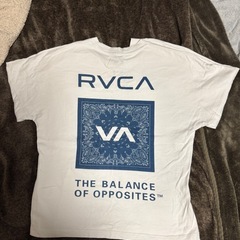 RVCA
VA
THE BALANCE
OF OPPOSITES™